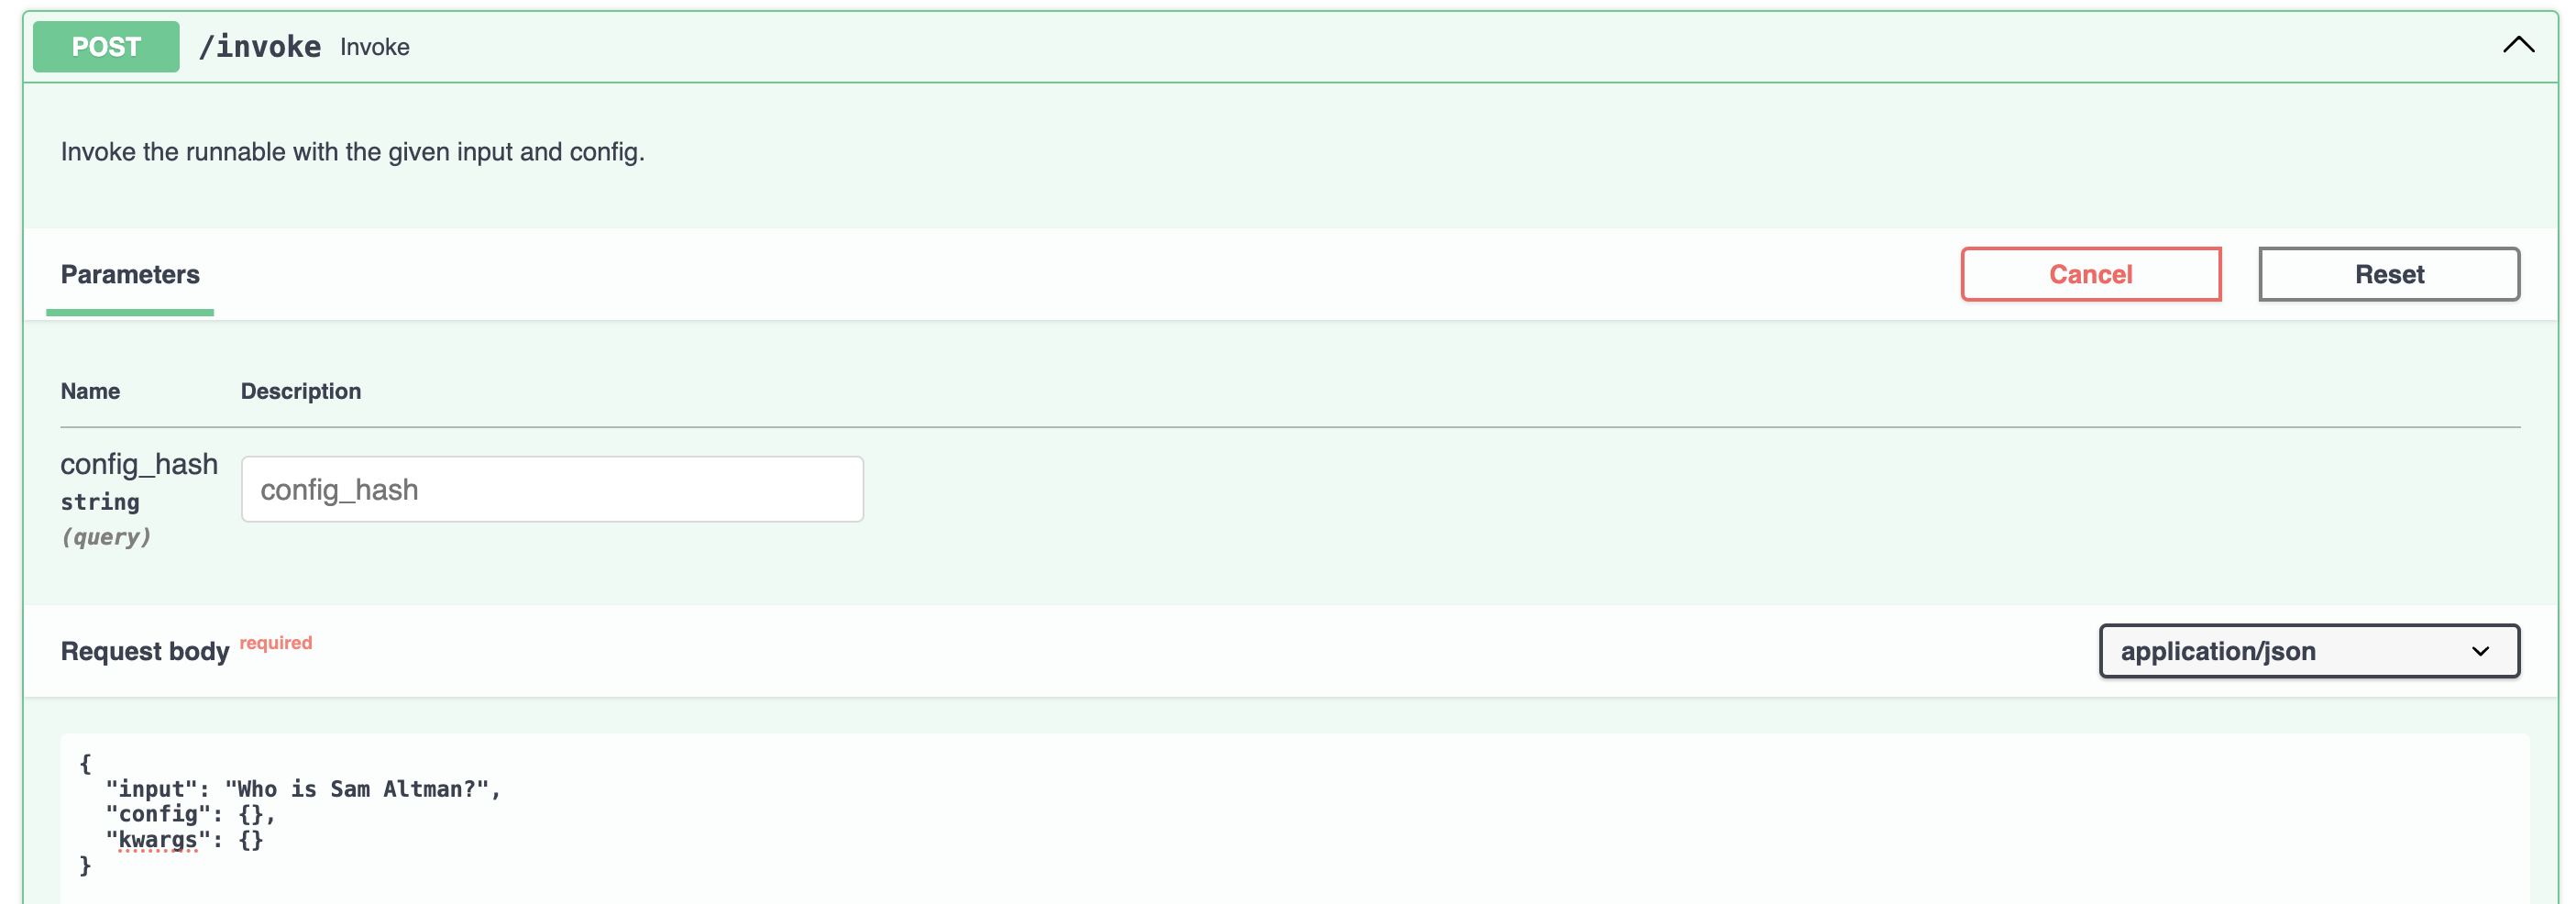 POST /invoke Invoke
Invoke the runnable with the given input and config.
Parameters Cancel Reset
Name Description
config_hash
string
(query)
config_hash
Request body required application/json
{
  "input": "Who is Sam Altman?",
  "config": {},
  "kwargs": {}
}